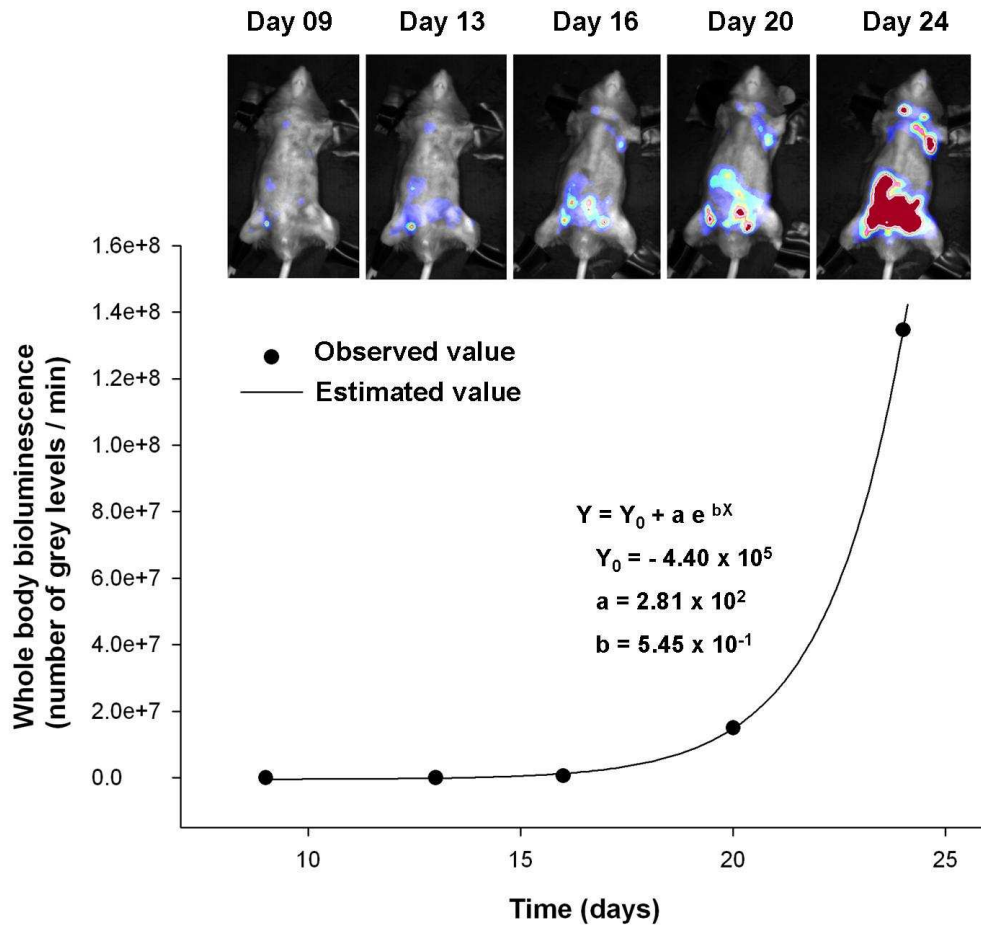 Day 09 Day 13 Day 16 Day 20 Day 24
Whole body bioluminescence
(number of grey levels / min)
1.6e+8
1.4e+8
1.2e+8
1.0e+8
8.0e+7
6.0e+7
4.0e+7
2.0e+7
0.0
Observed value
Estimated value
Y = Y₀ + a e ᵇˣ
Y₀ = - 4.40 x 10⁵
a = 2.81 x 10²
b = 5.45 x 10⁻¹
10 15 20 25
Time (days)